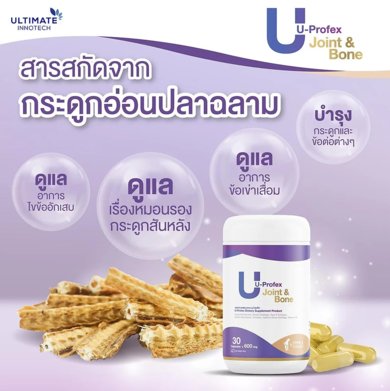 ULTIMATE
INNOTECH
U-Profex
Joint &
Bone
สารสกัดจาก
กระดูกอ่อนปลาฉลาม
บำรุง
กระดูกและ
ข้อต่อต่างๆ
ดูแล
อาการ
ข้อเข่าเสื่อม
ดูแล
เรื่องหมอนรอง
กระดูกสันหลัง
ดูแล
อาการ
ไขข้ออักเสบ
U-Profex
Joint &
Bone
30
600 mg